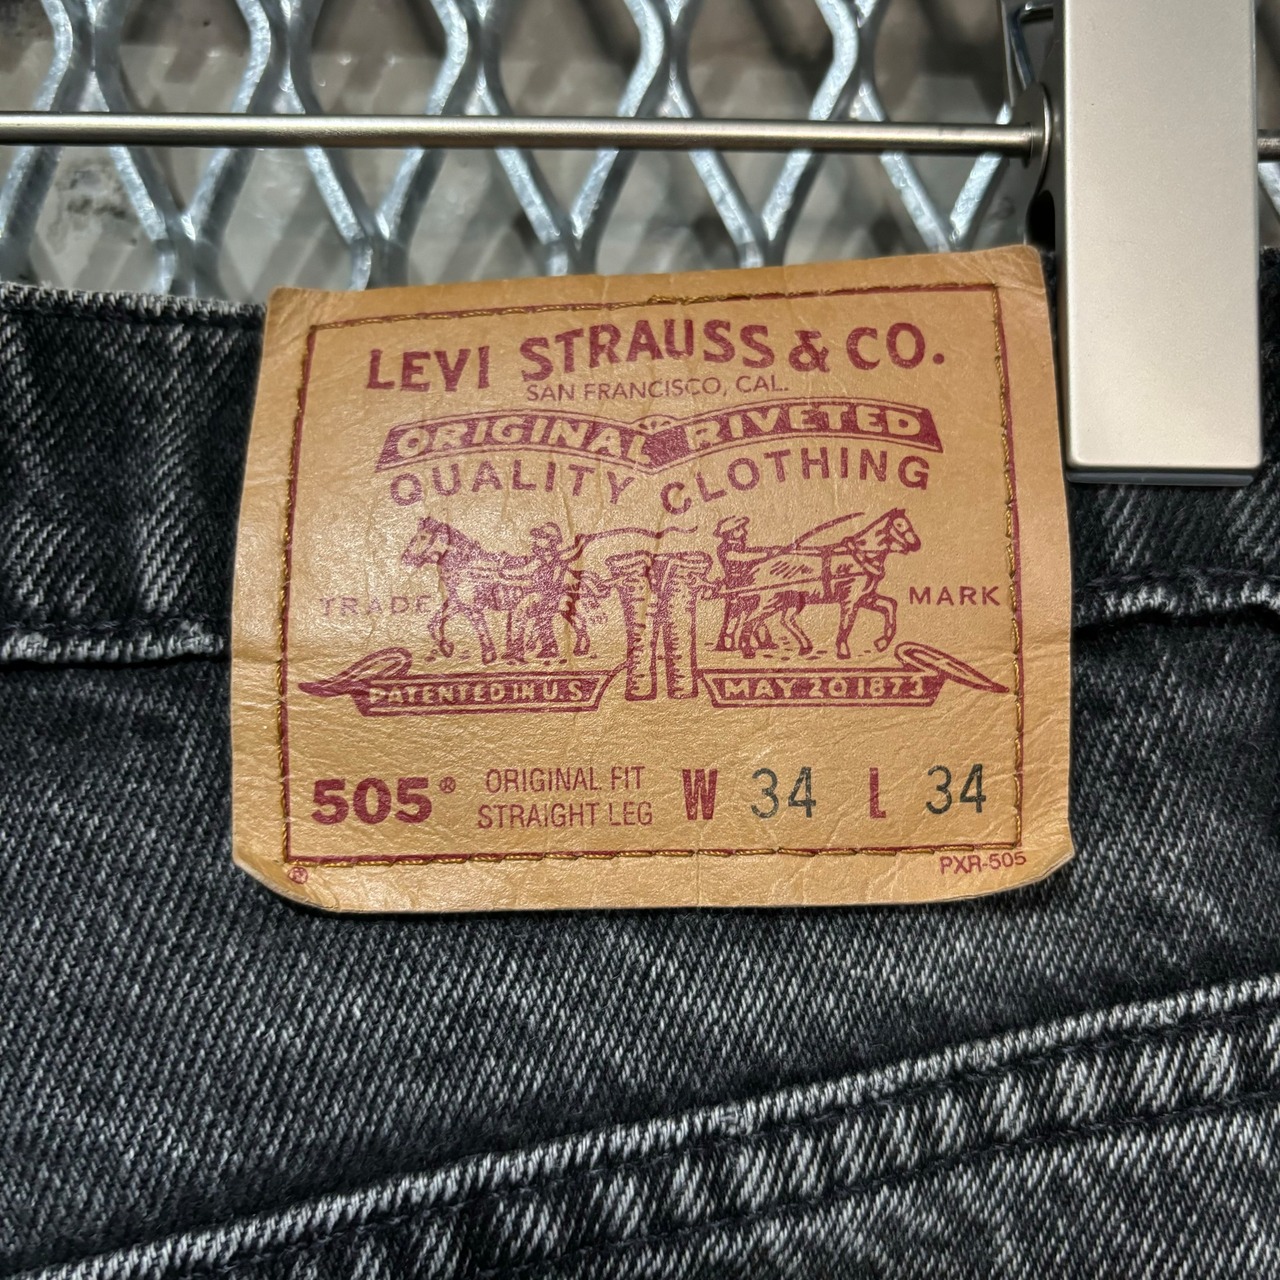 LEVI STRAUSS & CO.
SAN FRANCISCO, CAL.
ORIGINAL RIVETED
QUALITY CLOTHING
TRADE MARK
PATENTED IN U.S. MAY 20 1873
505® ORIGINAL FIT
STRAIGHT LEG W 34 L 34
® PXR-505